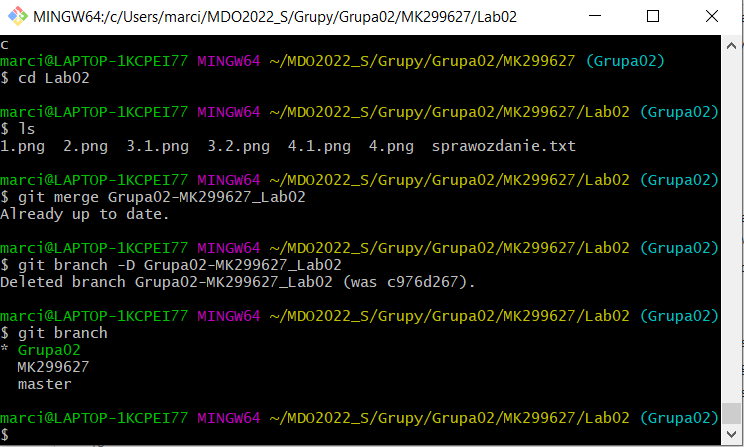 MINGW64:/c/Users/marci/MDO2022_S/Grupy/Grupa02/MK299627/Lab02
c
marci@LAPTOP-1KCPEI77 MINGW64 ~/MDO2022_S/Grupy/Grupa02/MK299627 (Grupa02)
$ cd Lab02
marci@LAPTOP-1KCPEI77 MINGW64 ~/MDO2022_S/Grupy/Grupa02/MK299627/Lab02 (Grupa02)
$ ls
1.png  2.png  3.1.png  3.2.png  4.1.png  4.png  sprawozdanie.txt
marci@LAPTOP-1KCPEI77 MINGW64 ~/MDO2022_S/Grupy/Grupa02/MK299627/Lab02 (Grupa02)
$ git merge Grupa02-MK299627_Lab02
Already up to date.
marci@LAPTOP-1KCPEI77 MINGW64 ~/MDO2022_S/Grupy/Grupa02/MK299627/Lab02 (Grupa02)
$ git branch -D Grupa02-MK299627_Lab02
Deleted branch Grupa02-MK299627_Lab02 (was c976d267).
marci@LAPTOP-1KCPEI77 MINGW64 ~/MDO2022_S/Grupy/Grupa02/MK299627/Lab02 (Grupa02)
$ git branch
* Grupa02
  MK299627
  master
marci@LAPTOP-1KCPEI77 MINGW64 ~/MDO2022_S/Grupy/Grupa02/MK299627/Lab02 (Grupa02)
$